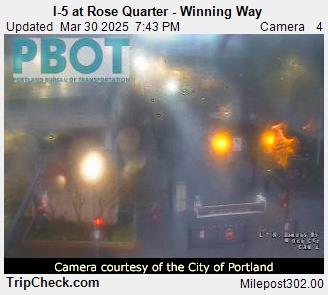 I-5 at Rose Quarter - Winning Way
Updated Mar 30 2025 7:43 PM Camera 4
PBOT
PORTLAND BUREAU OF TRANSPORTATION
Camera courtesy of the City of Portland
TripCheck.com Milepost302.00